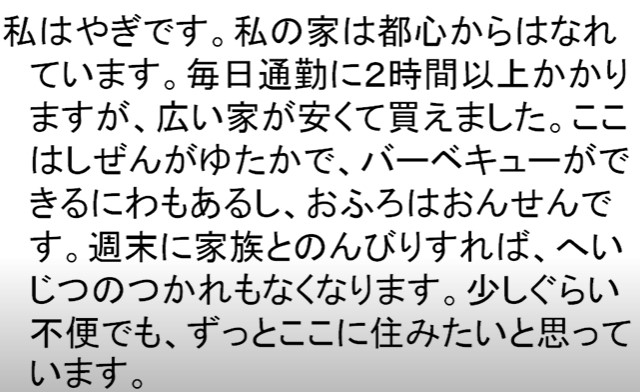 私はやぎです。私の家は都心からはなれ
ています。毎日通勤に２時間以上かかり
ますが、広い家が安くて買えました。ここ
はしぜんがゆたかで、バーベキューがで
きるにわもあるし、おふろはおんせんで
す。週末に家族とのんびりすれば、へい
じつのつかれもなくなります。少しぐらい
不便でも、ずっとここに住みたいと思って
います。